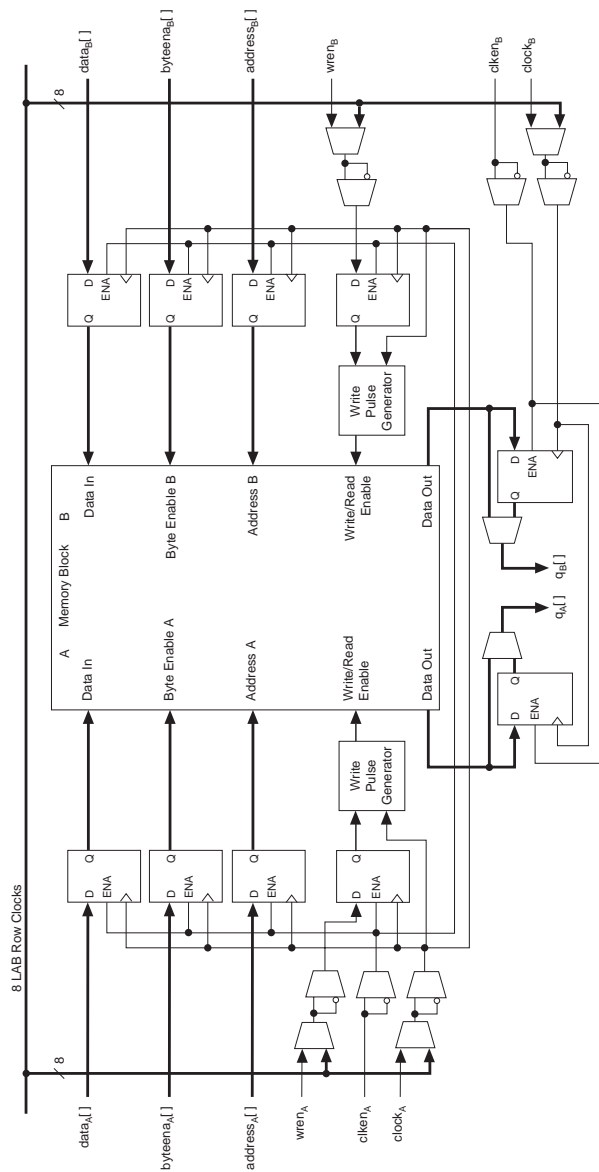 8 LAB Row Clocks
8
8
data_A[ ]
byteena_A[ ]
address_A[ ]
wren_A
clken_A
clock_A
D Q
ENA
D Q
ENA
D Q
ENA
D Q
ENA
Write
Pulse
Generator
A Memory Block B
Data In
Byte Enable A
Address A
Write/Read
Enable
Data Out
Data In
Byte Enable B
Address B
Write/Read
Enable
Data Out
Write
Pulse
Generator
Q D
ENA
Q D
ENA
Q D
ENA
Q D
ENA
data_B[ ]
byteena_B[ ]
address_B[ ]
wren_B
clken_B
clock_B
D Q
ENA
q_A[ ]
q_B[ ]
Q D
ENA